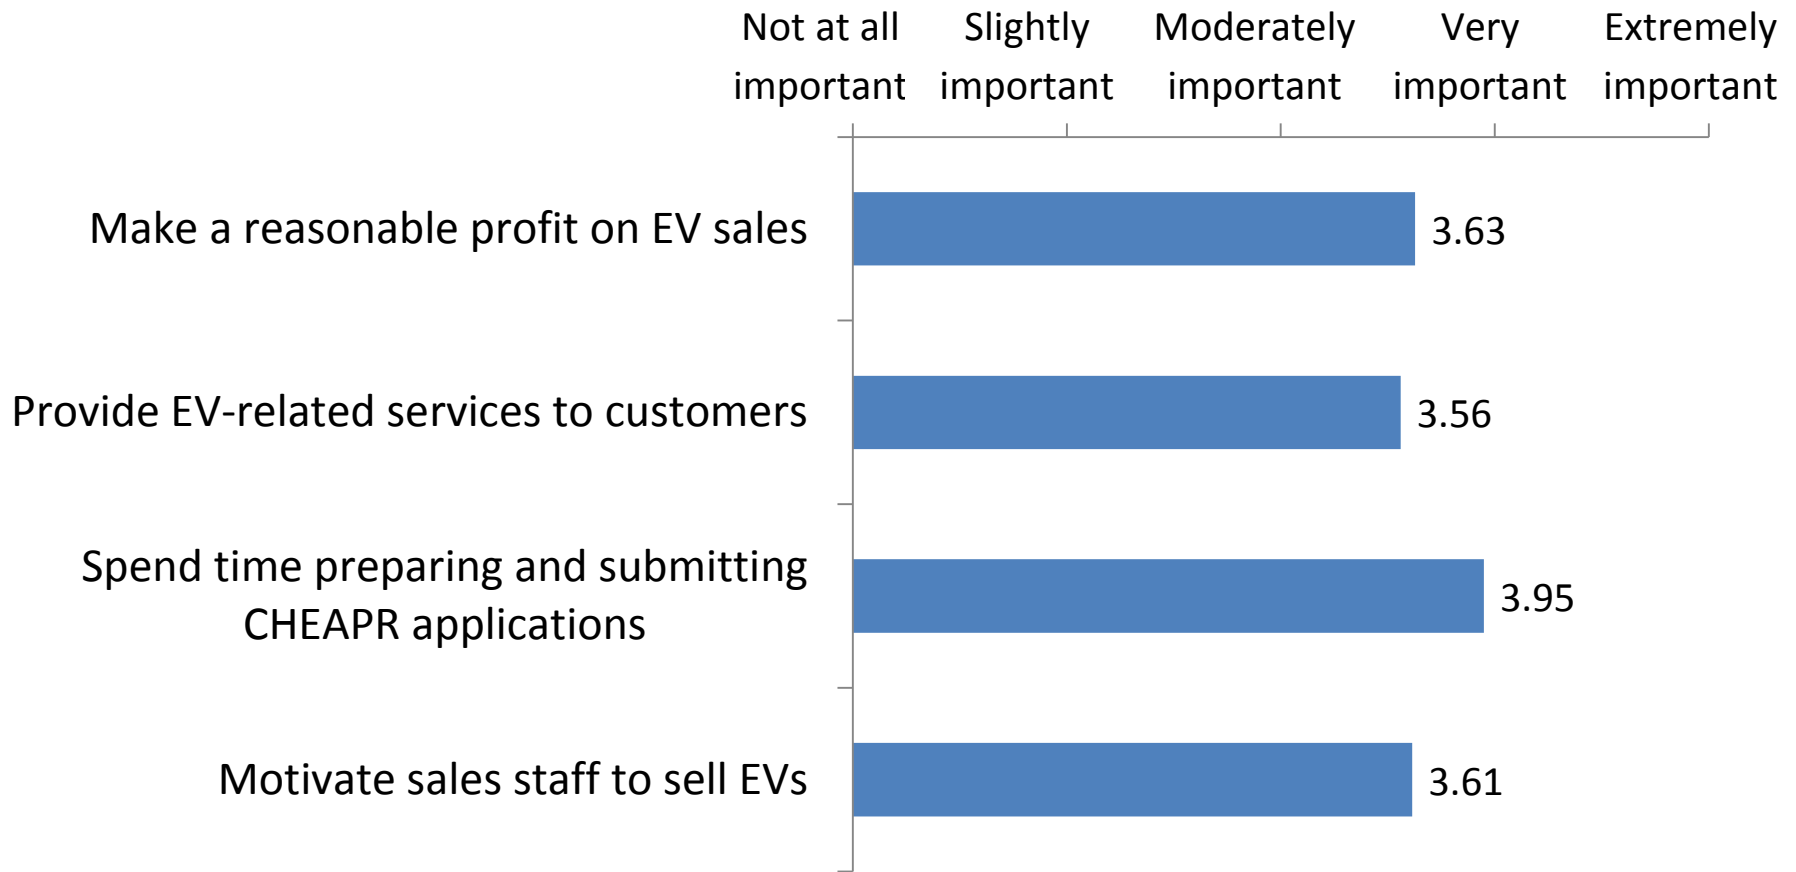 Not at all Slightly Moderately Very Extremely
important important important important important
Make a reasonable profit on EV sales 3.63
Provide EV-related services to customers 3.56
Spend time preparing and submitting
CHEAPR applications 3.95
Motivate sales staff to sell EVs 3.61